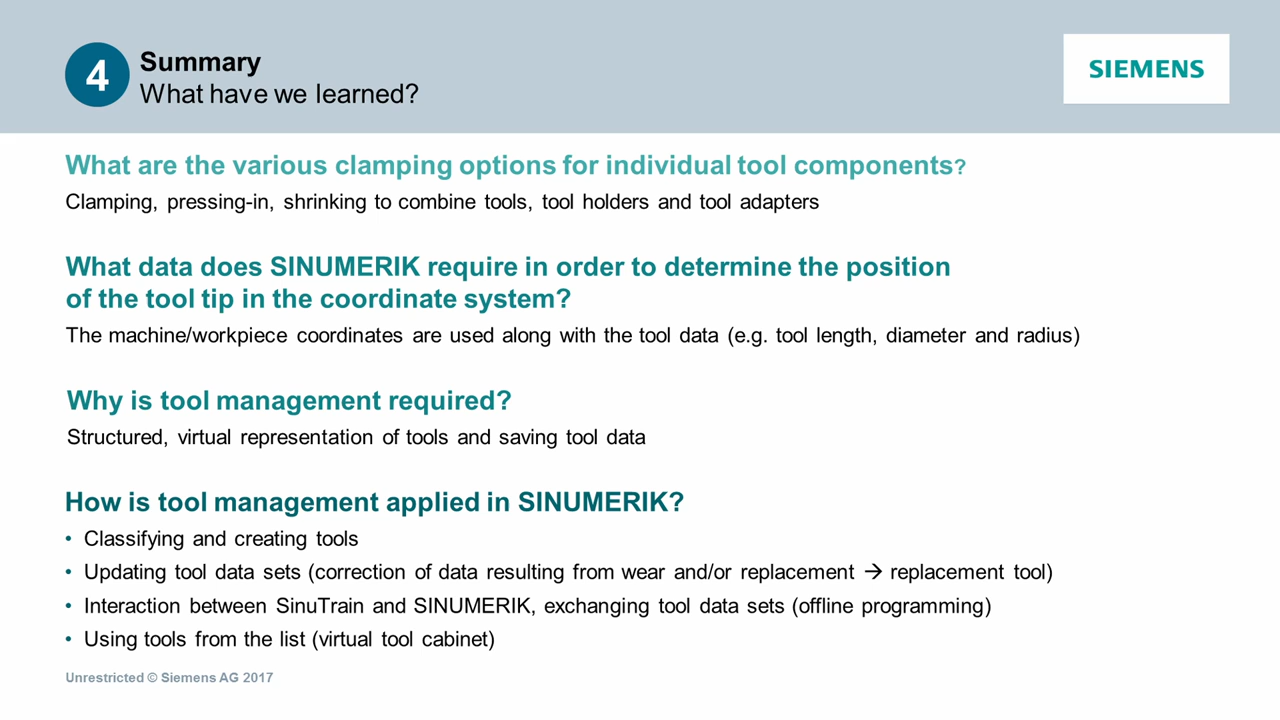 4
Summary
What have we learned?
SIEMENS
What are the various clamping options for individual tool components?
Clamping, pressing-in, shrinking to combine tools, tool holders and tool adapters
What data does SINUMERIK require in order to determine the position
of the tool tip in the coordinate system?
The machine/workpiece coordinates are used along with the tool data (e.g. tool length, diameter and radius)
Why is tool management required?
Structured, virtual representation of tools and saving tool data
How is tool management applied in SINUMERIK?
• Classifying and creating tools
• Updating tool data sets (correction of data resulting from wear and/or replacement → replacement tool)
• Interaction between SinuTrain and SINUMERIK, exchanging tool data sets (offline programming)
• Using tools from the list (virtual tool cabinet)
Unrestricted © Siemens AG 2017